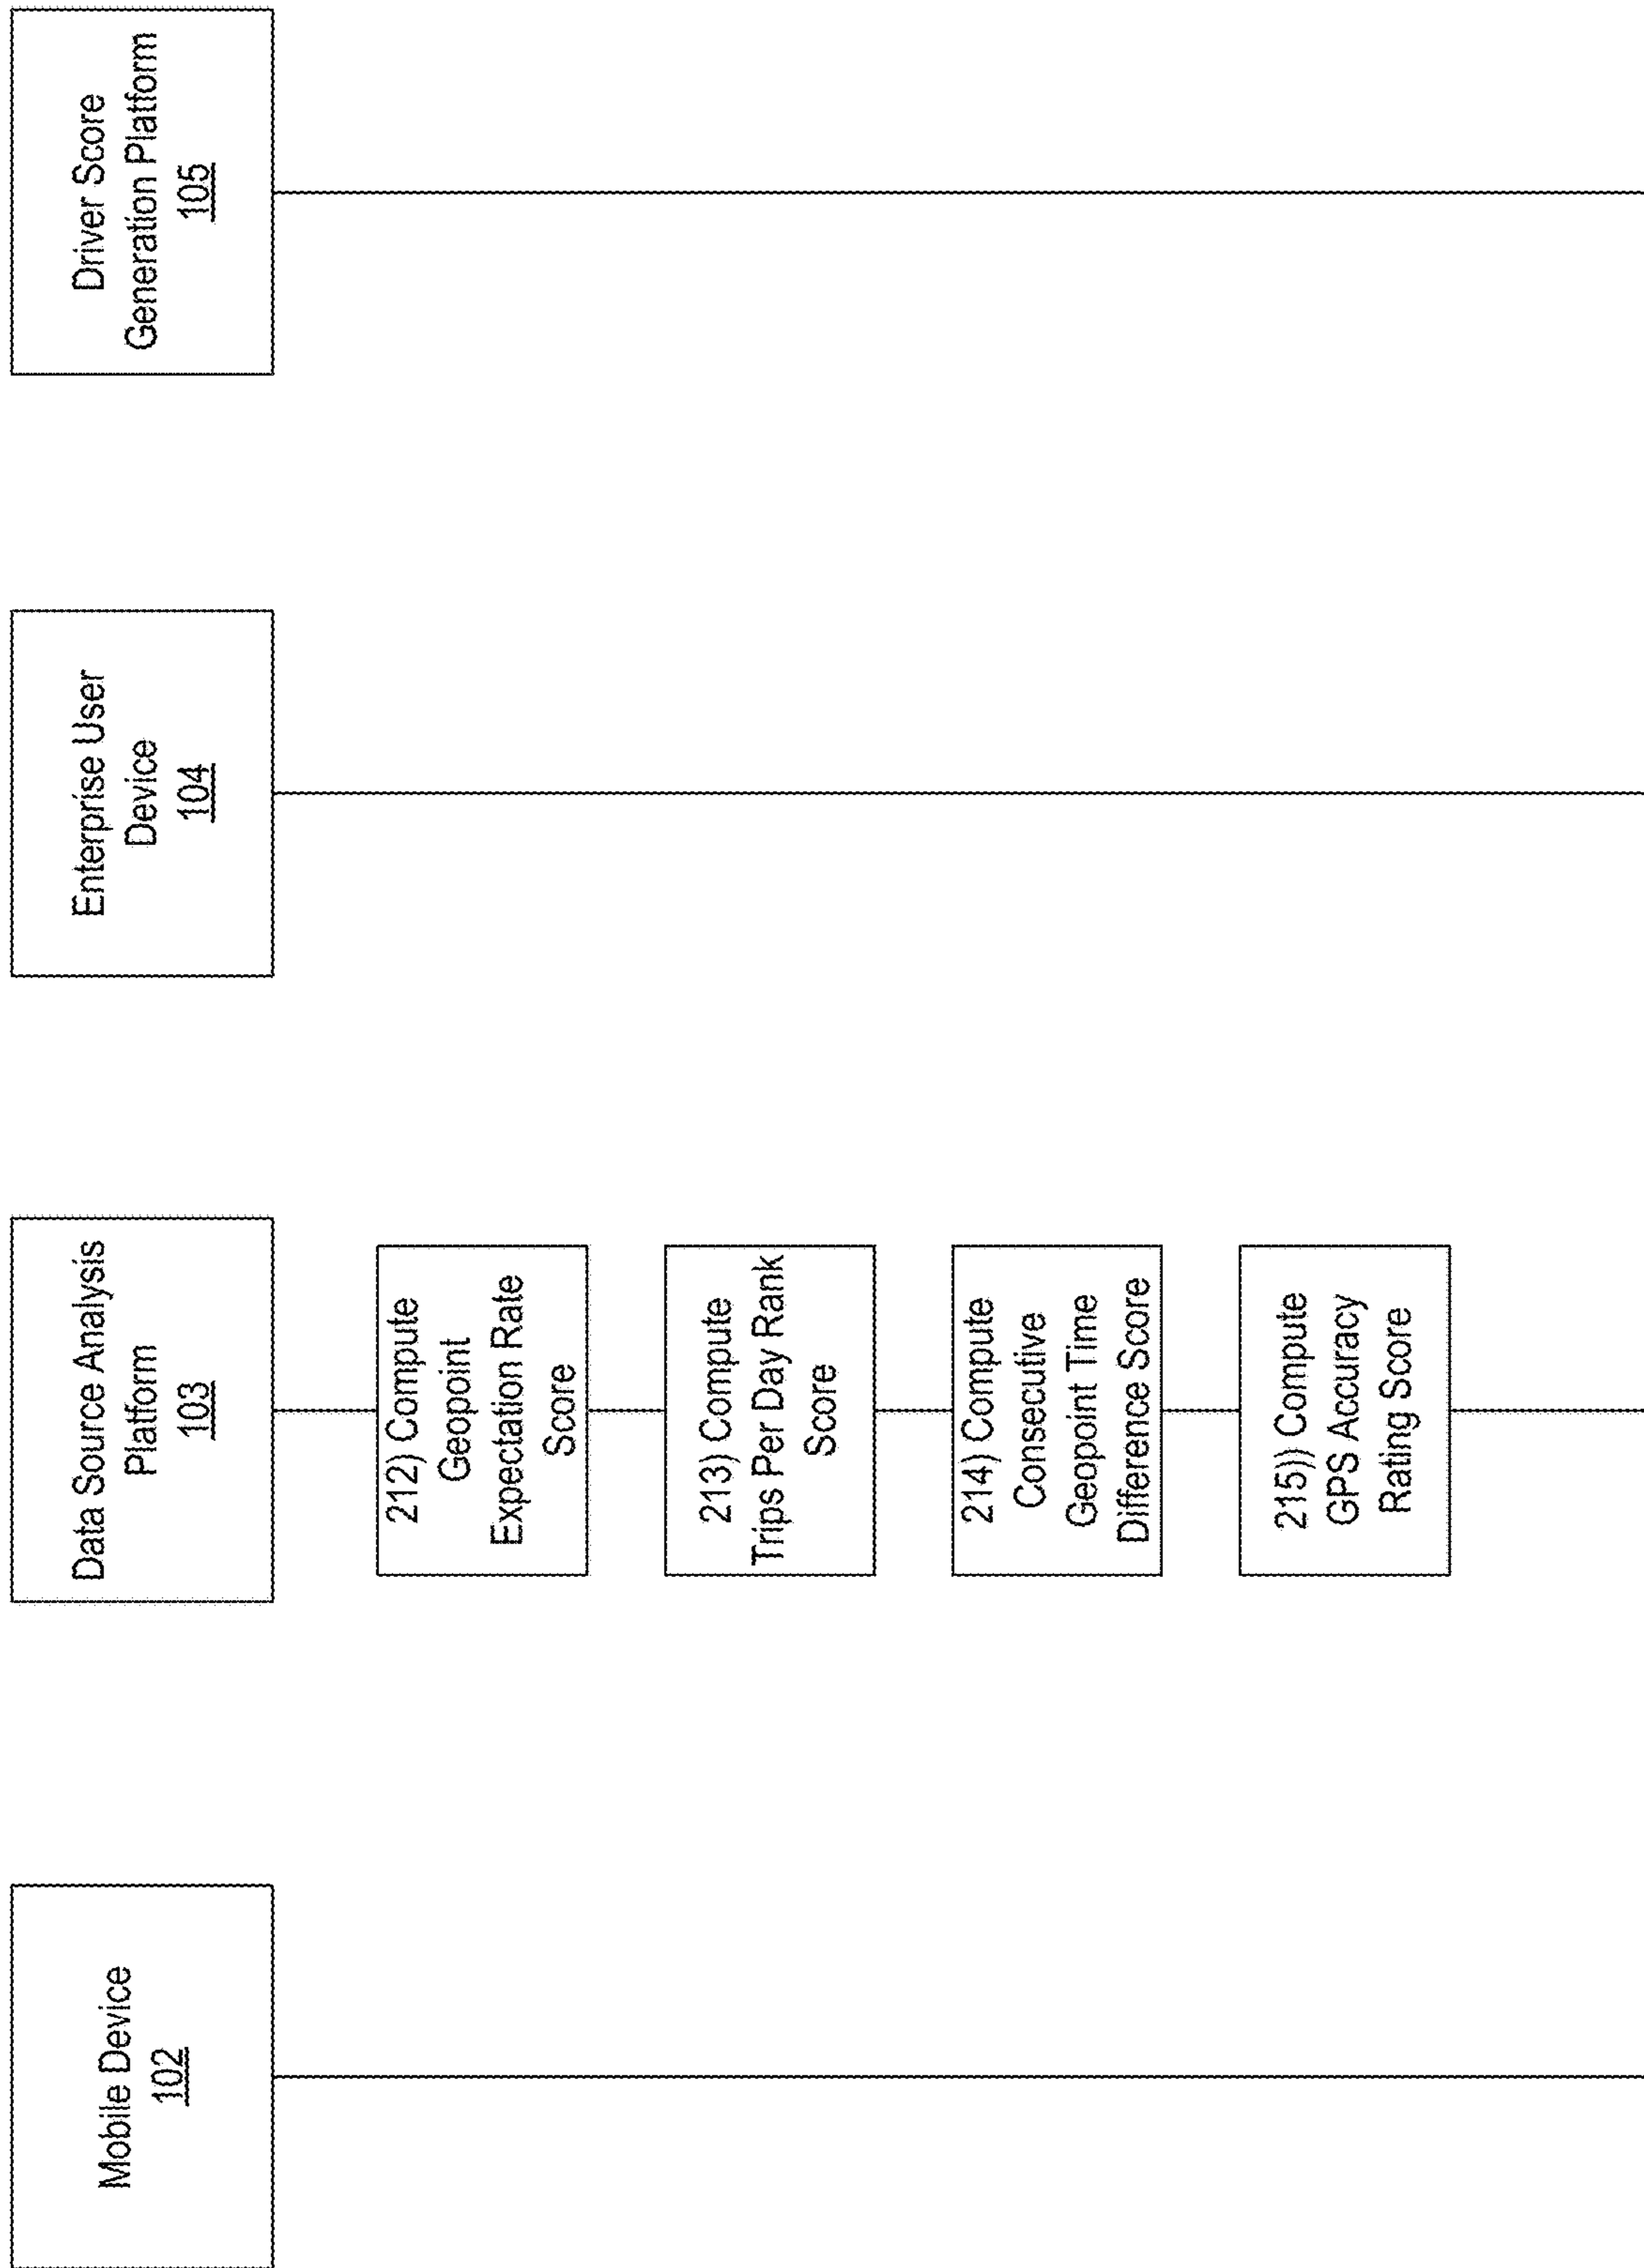 Mobile Device
102
Data Source Analysis
Platform
103
Enterprise User
Device
104
Driver Score
Generation Platform
105
212) Compute
Geopoint
Expectation Rate
Score
213) Compute
Trips Per Day Rank
Score
214) Compute
Consecutive
Geopoint Time
Difference Score
215)) Compute
GPS Accuracy
Rating Score